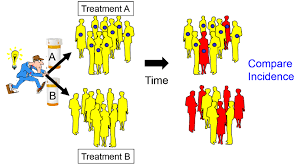 Treatment A
A
B
Time
Compare
Incidence
Treatment B